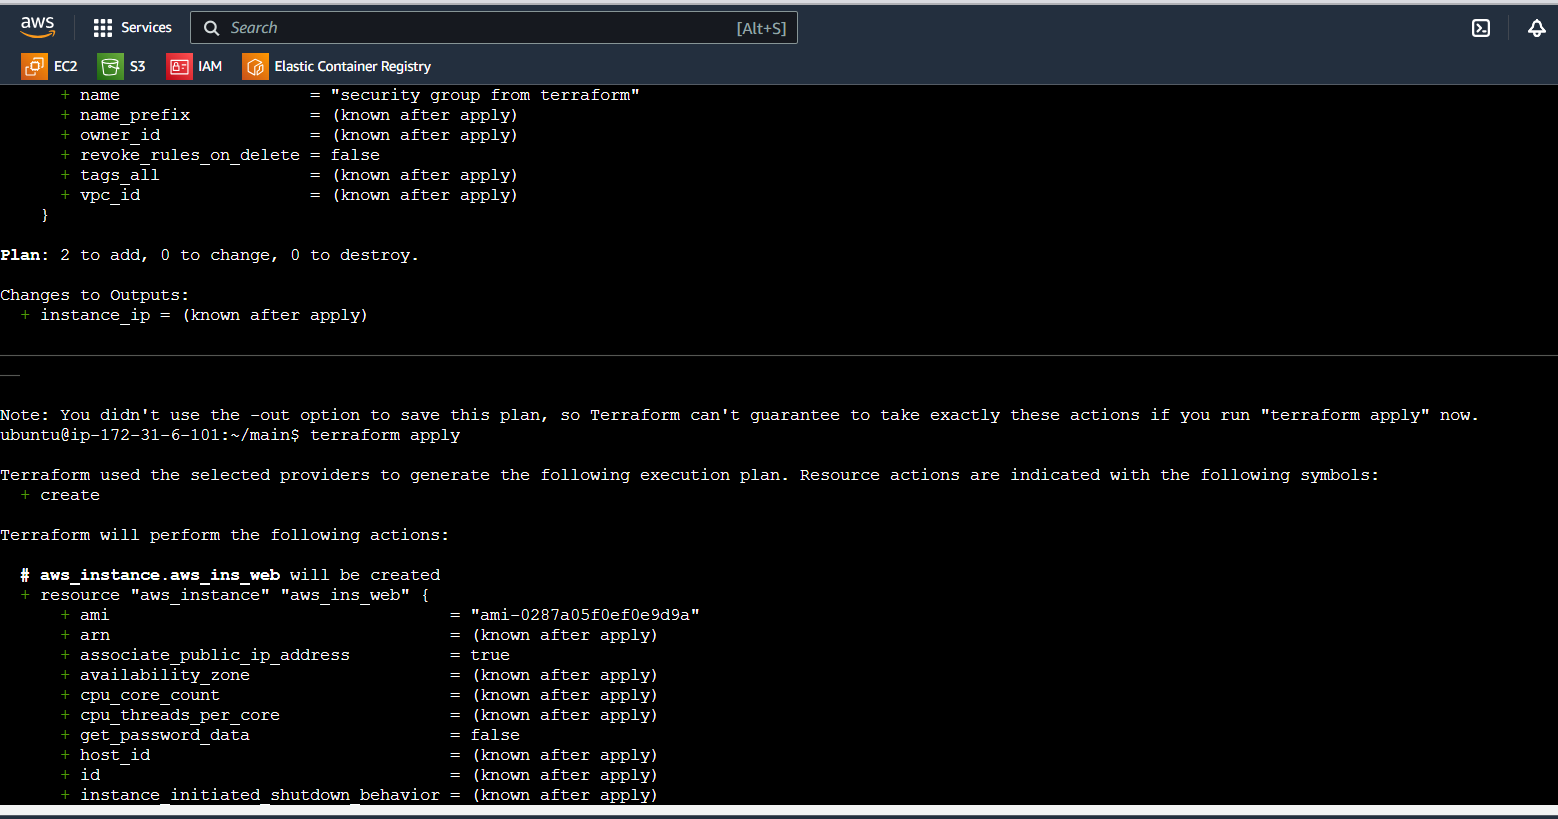 aws
Services
Search
[Alt+S]
EC2
S3
IAM
Elastic Container Registry
+ name = "security group from terraform"
+ name_prefix = (known after apply)
+ owner_id = (known after apply)
+ revoke_rules_on_delete = false
+ tags_all = (known after apply)
+ vpc_id = (known after apply)
}
Plan: 2 to add, 0 to change, 0 to destroy.
Changes to Outputs:
+ instance_ip = (known after apply)
Note: You didn't use the -out option to save this plan, so Terraform can't guarantee to take exactly these actions if you run "terraform apply" now.
ubuntu@ip-172-31-6-101:~/main$ terraform apply
Terraform used the selected providers to generate the following execution plan. Resource actions are indicated with the following symbols:
+ create
Terraform will perform the following actions:
# aws_instance.aws_ins_web will be created
+ resource "aws_instance" "aws_ins_web" {
+ ami = "ami-0287a05f0ef0e9d9a"
+ arn = (known after apply)
+ associate_public_ip_address = true
+ availability_zone = (known after apply)
+ cpu_core_count = (known after apply)
+ cpu_threads_per_core = (known after apply)
+ get_password_data = false
+ host_id = (known after apply)
+ id = (known after apply)
+ instance_initiated_shutdown_behavior = (known after apply)